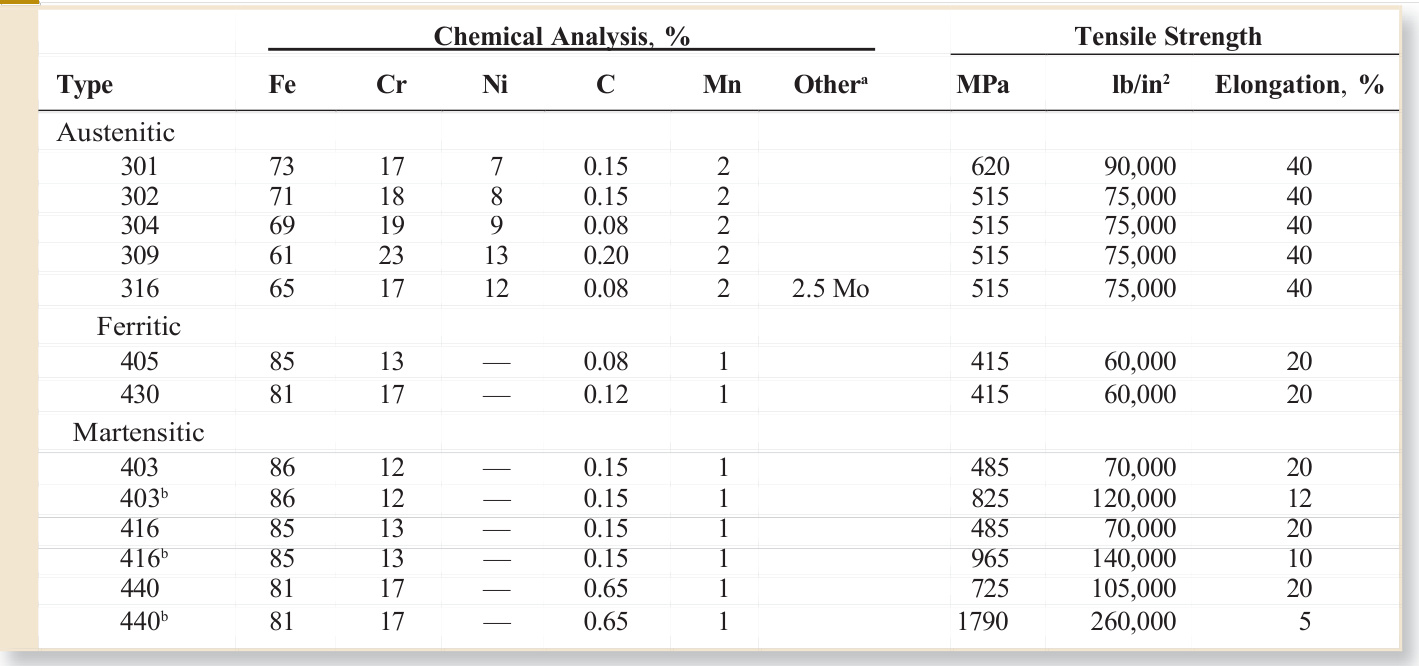 Chemical Analysis, % Tensile Strength
Type Fe Cr Ni C Mn Otherᵃ MPa lb/in² Elongation, %
Austenitic
301 73 17 7 0.15 2 620 90,000 40
302 71 18 8 0.15 2 515 75,000 40
304 69 19 9 0.08 2 515 75,000 40
309 61 23 13 0.20 2 515 75,000 40
316 65 17 12 0.08 2 2.5 Mo 515 75,000 40
Ferritic
405 85 13 — 0.08 1 415 60,000 20
430 81 17 — 0.12 1 415 60,000 20
Martensitic
403 86 12 — 0.15 1 485 70,000 20
403ᵇ 86 12 — 0.15 1 825 120,000 12
416 85 13 — 0.15 1 485 70,000 20
416ᵇ 85 13 — 0.15 1 965 140,000 10
440 81 17 — 0.65 1 725 105,000 20
440ᵇ 81 17 — 0.65 1 1790 260,000 5